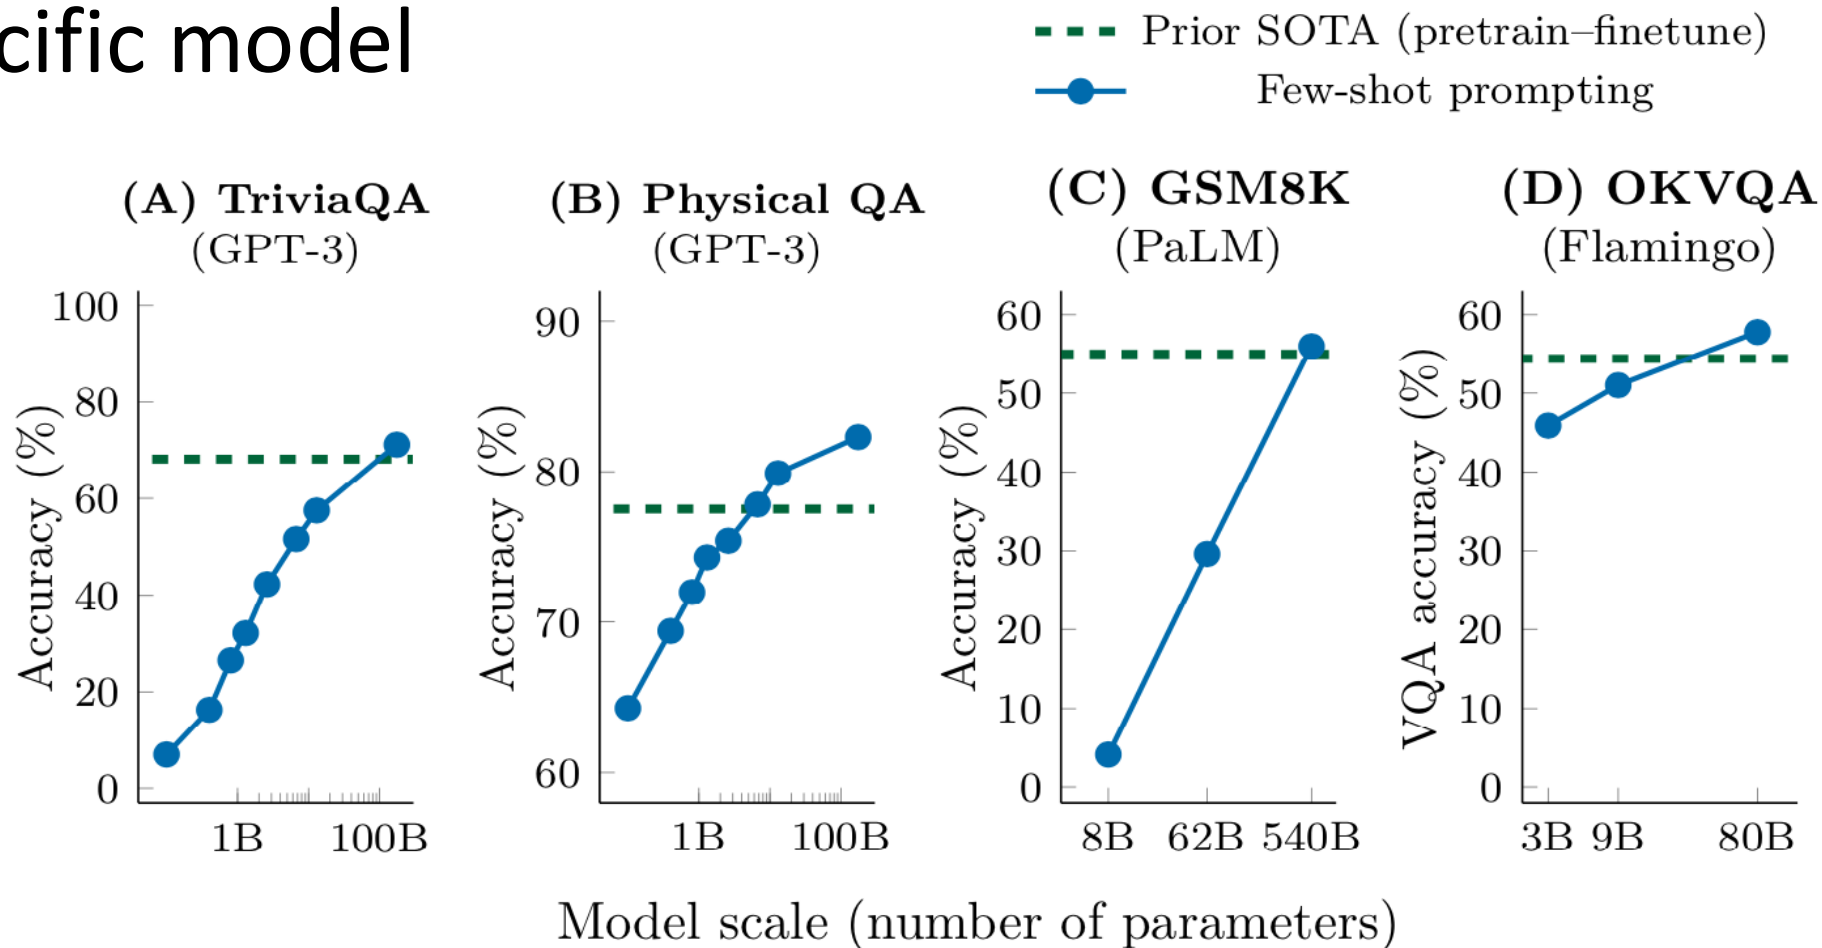 cific model
Prior SOTA (pretrain–finetune)
Few-shot prompting
(A) TriviaQA
(GPT-3)
Accuracy (%)
100
80
60
40
20
0
1B 100B
(B) Physical QA
(GPT-3)
Accuracy (%)
90
80
70
60
1B 100B
(C) GSM8K
(PaLM)
Accuracy (%)
60
50
40
30
20
10
0
8B 62B 540B
(D) OKVQA
(Flamingo)
VQA accuracy (%)
60
50
40
30
20
10
0
3B 9B 80B
Model scale (number of parameters)